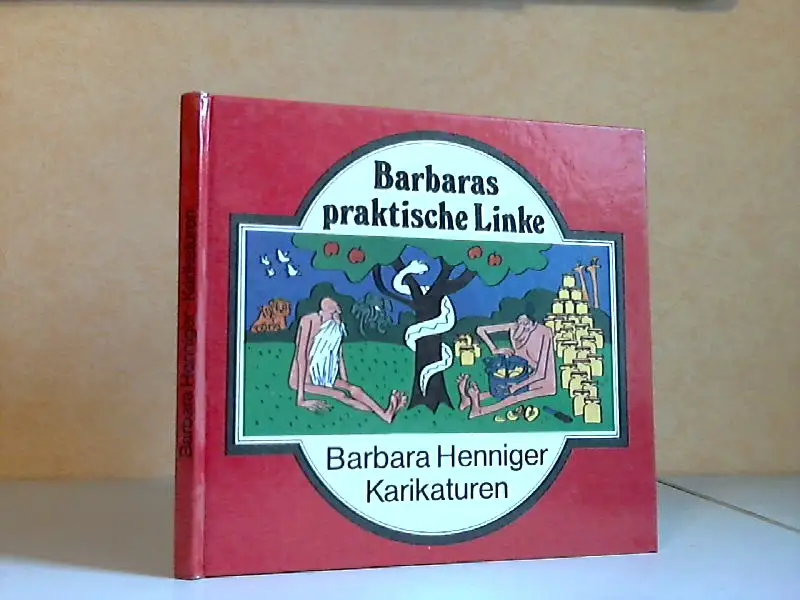 Barbaras
praktische Linke
Barbara Henniger
Karikaturen
Barbara Henniger Karikaturen